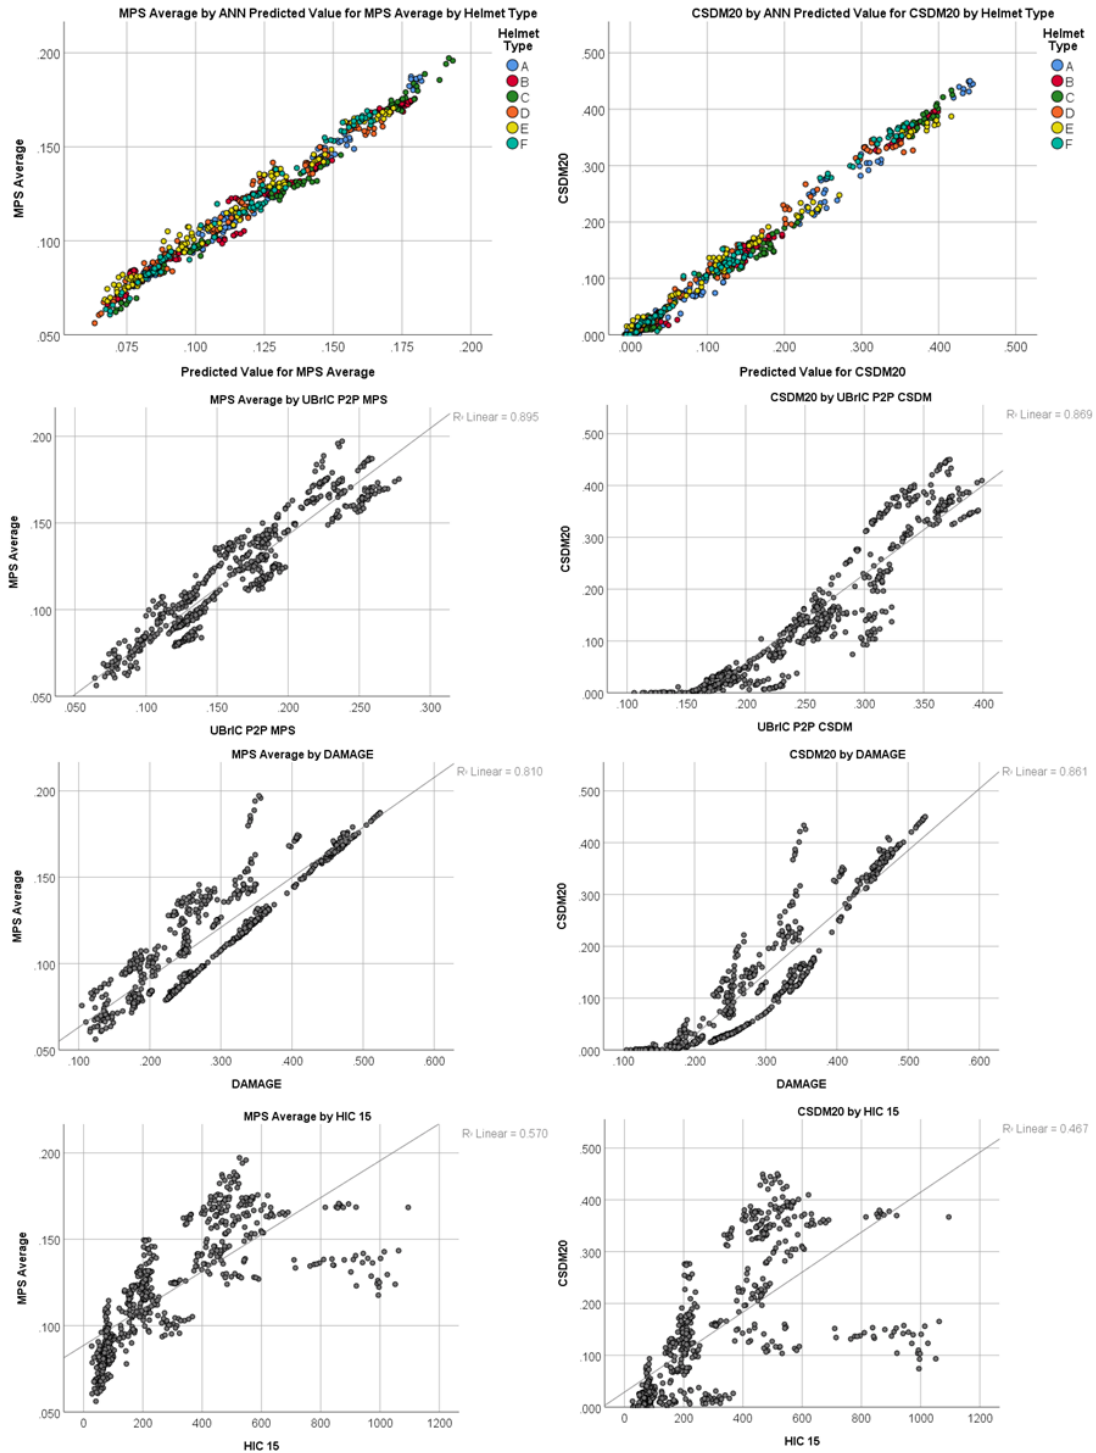 MPS Average by ANN Predicted Value for MPS Average by Helmet Type
Helmet
Type
A
B
C
D
E
F
MPS Average
.200
.150
.100
.050
.075 .100 .125 .150 .175 .200
Predicted Value for MPS Average
CSDM20 by ANN Predicted Value for CSDM20 by Helmet Type
Helmet
Type
A
B
C
D
E
F
CSDM20
.500
.400
.300
.200
.100
.000
.000 .100 .200 .300 .400 .500
Predicted Value for CSDM20
MPS Average by UBrIC P2P MPS
R² Linear = 0.895
MPS Average
.200
.150
.100
.050
.050 .100 .150 .200 .250 .300
UBrIC P2P MPS
CSDM20 by UBrIC P2P CSDM
R² Linear = 0.869
CSDM20
.500
.400
.300
.200
.100
.000
.100 .150 .200 .250 .300 .350 .400
UBrIC P2P CSDM
MPS Average by DAMAGE
R² Linear = 0.810
MPS Average
.200
.150
.100
.050
.100 .200 .300 .400 .500 .600
DAMAGE
CSDM20 by DAMAGE
R² Linear = 0.861
CSDM20
.500
.400
.300
.200
.100
.000
.100 .200 .300 .400 .500 .600
DAMAGE
MPS Average by HIC 15
R² Linear = 0.570
MPS Average
.200
.150
.100
.050
0 200 400 600 800 1000 1200
HIC 15
CSDM20 by HIC 15
R² Linear = 0.467
CSDM20
.500
.400
.300
.200
.100
.000
0 200 400 600 800 1000 1200
HIC 15